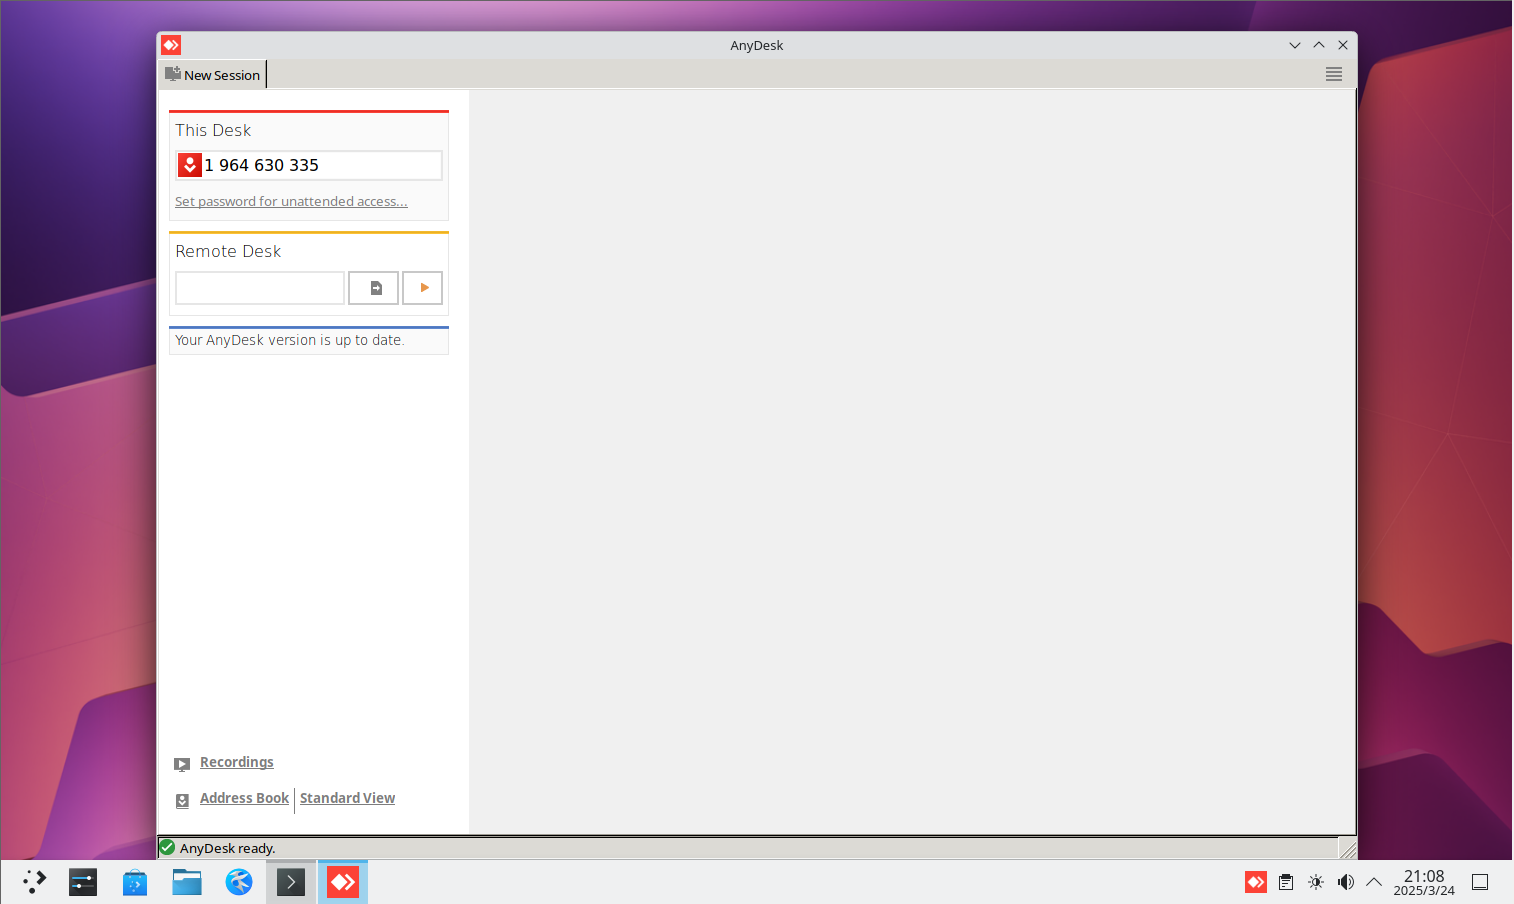 AnyDesk
New Session
This Desk
1 964 630 335
Set password for unattended access...
Remote Desk
Your AnyDesk version is up to date.
Recordings
Address Book
Standard View
AnyDesk ready.
21:08
2025/3/24